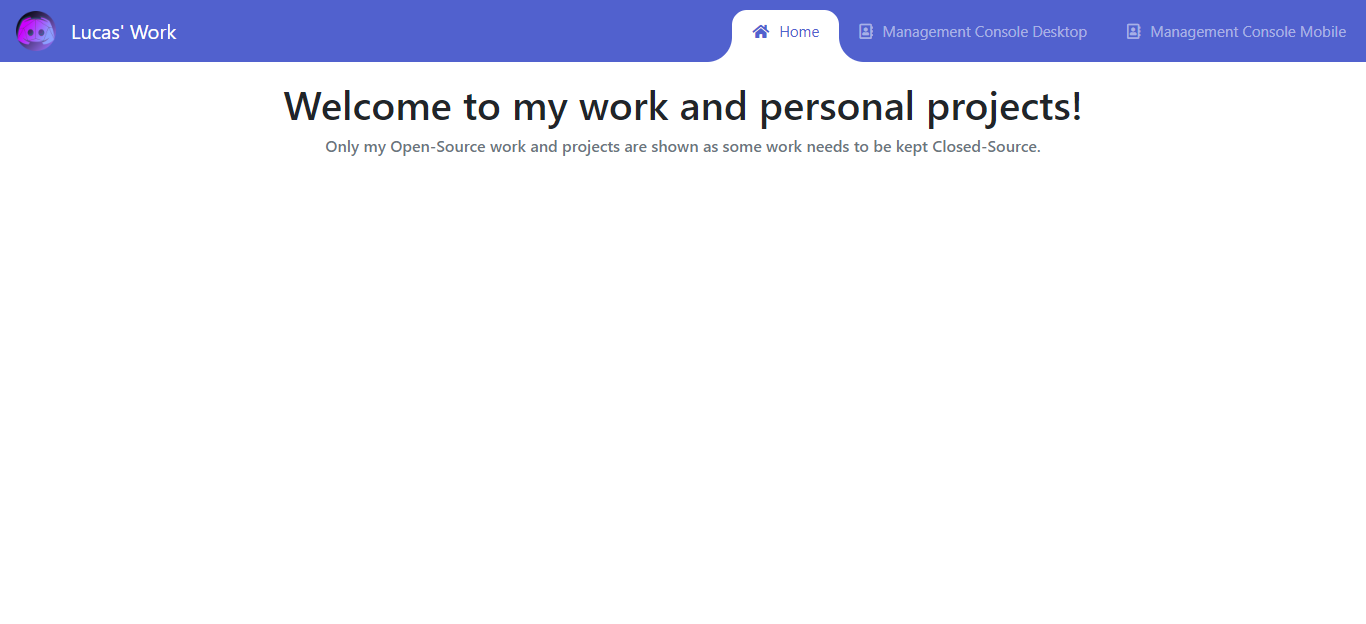 Lucas' Work
Home
Management Console Desktop
Management Console Mobile
Welcome to my work and personal projects!
Only my Open-Source work and projects are shown as some work needs to be kept Closed-Source.